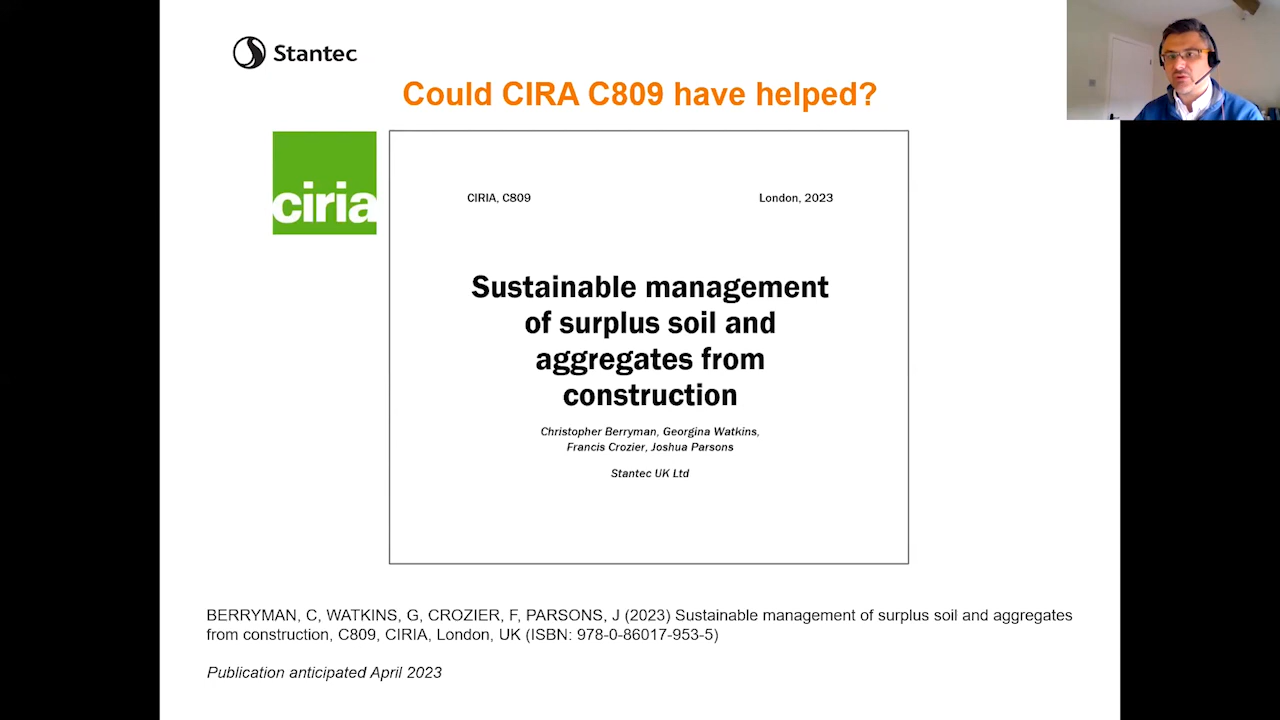 Stantec
Could CIRA C809 have helped?
ciria
CIRIA, C809 London, 2023
Sustainable management
of surplus soil and
aggregates from
construction
Christopher Berryman, Georgina Watkins,
Francis Crozier, Joshua Parsons
Stantec UK Ltd
BERRYMAN, C, WATKINS, G, CROZIER, F, PARSONS, J (2023) Sustainable management of surplus soil and aggregates
from construction, C809, CIRIA, London, UK (ISBN: 978-0-86017-953-5)
Publication anticipated April 2023